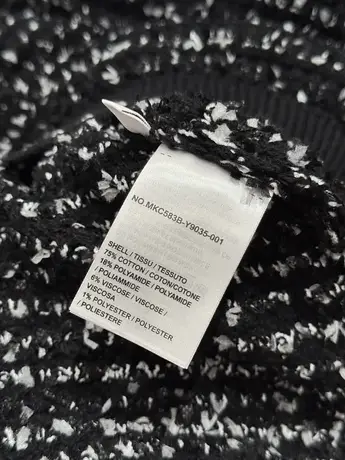 NO.MKC583B-Y9035-001
SHELL / TISSU / TESSUTO
75% COTTON / COTON/COTONE
18% POLYAMIDE / POLYAMIDE
/ POLIAMMIDE
6% VISCOSE / VISCOSE /
VISCOSA
1% POLYESTER / POLYESTER
/ POLIESTERE